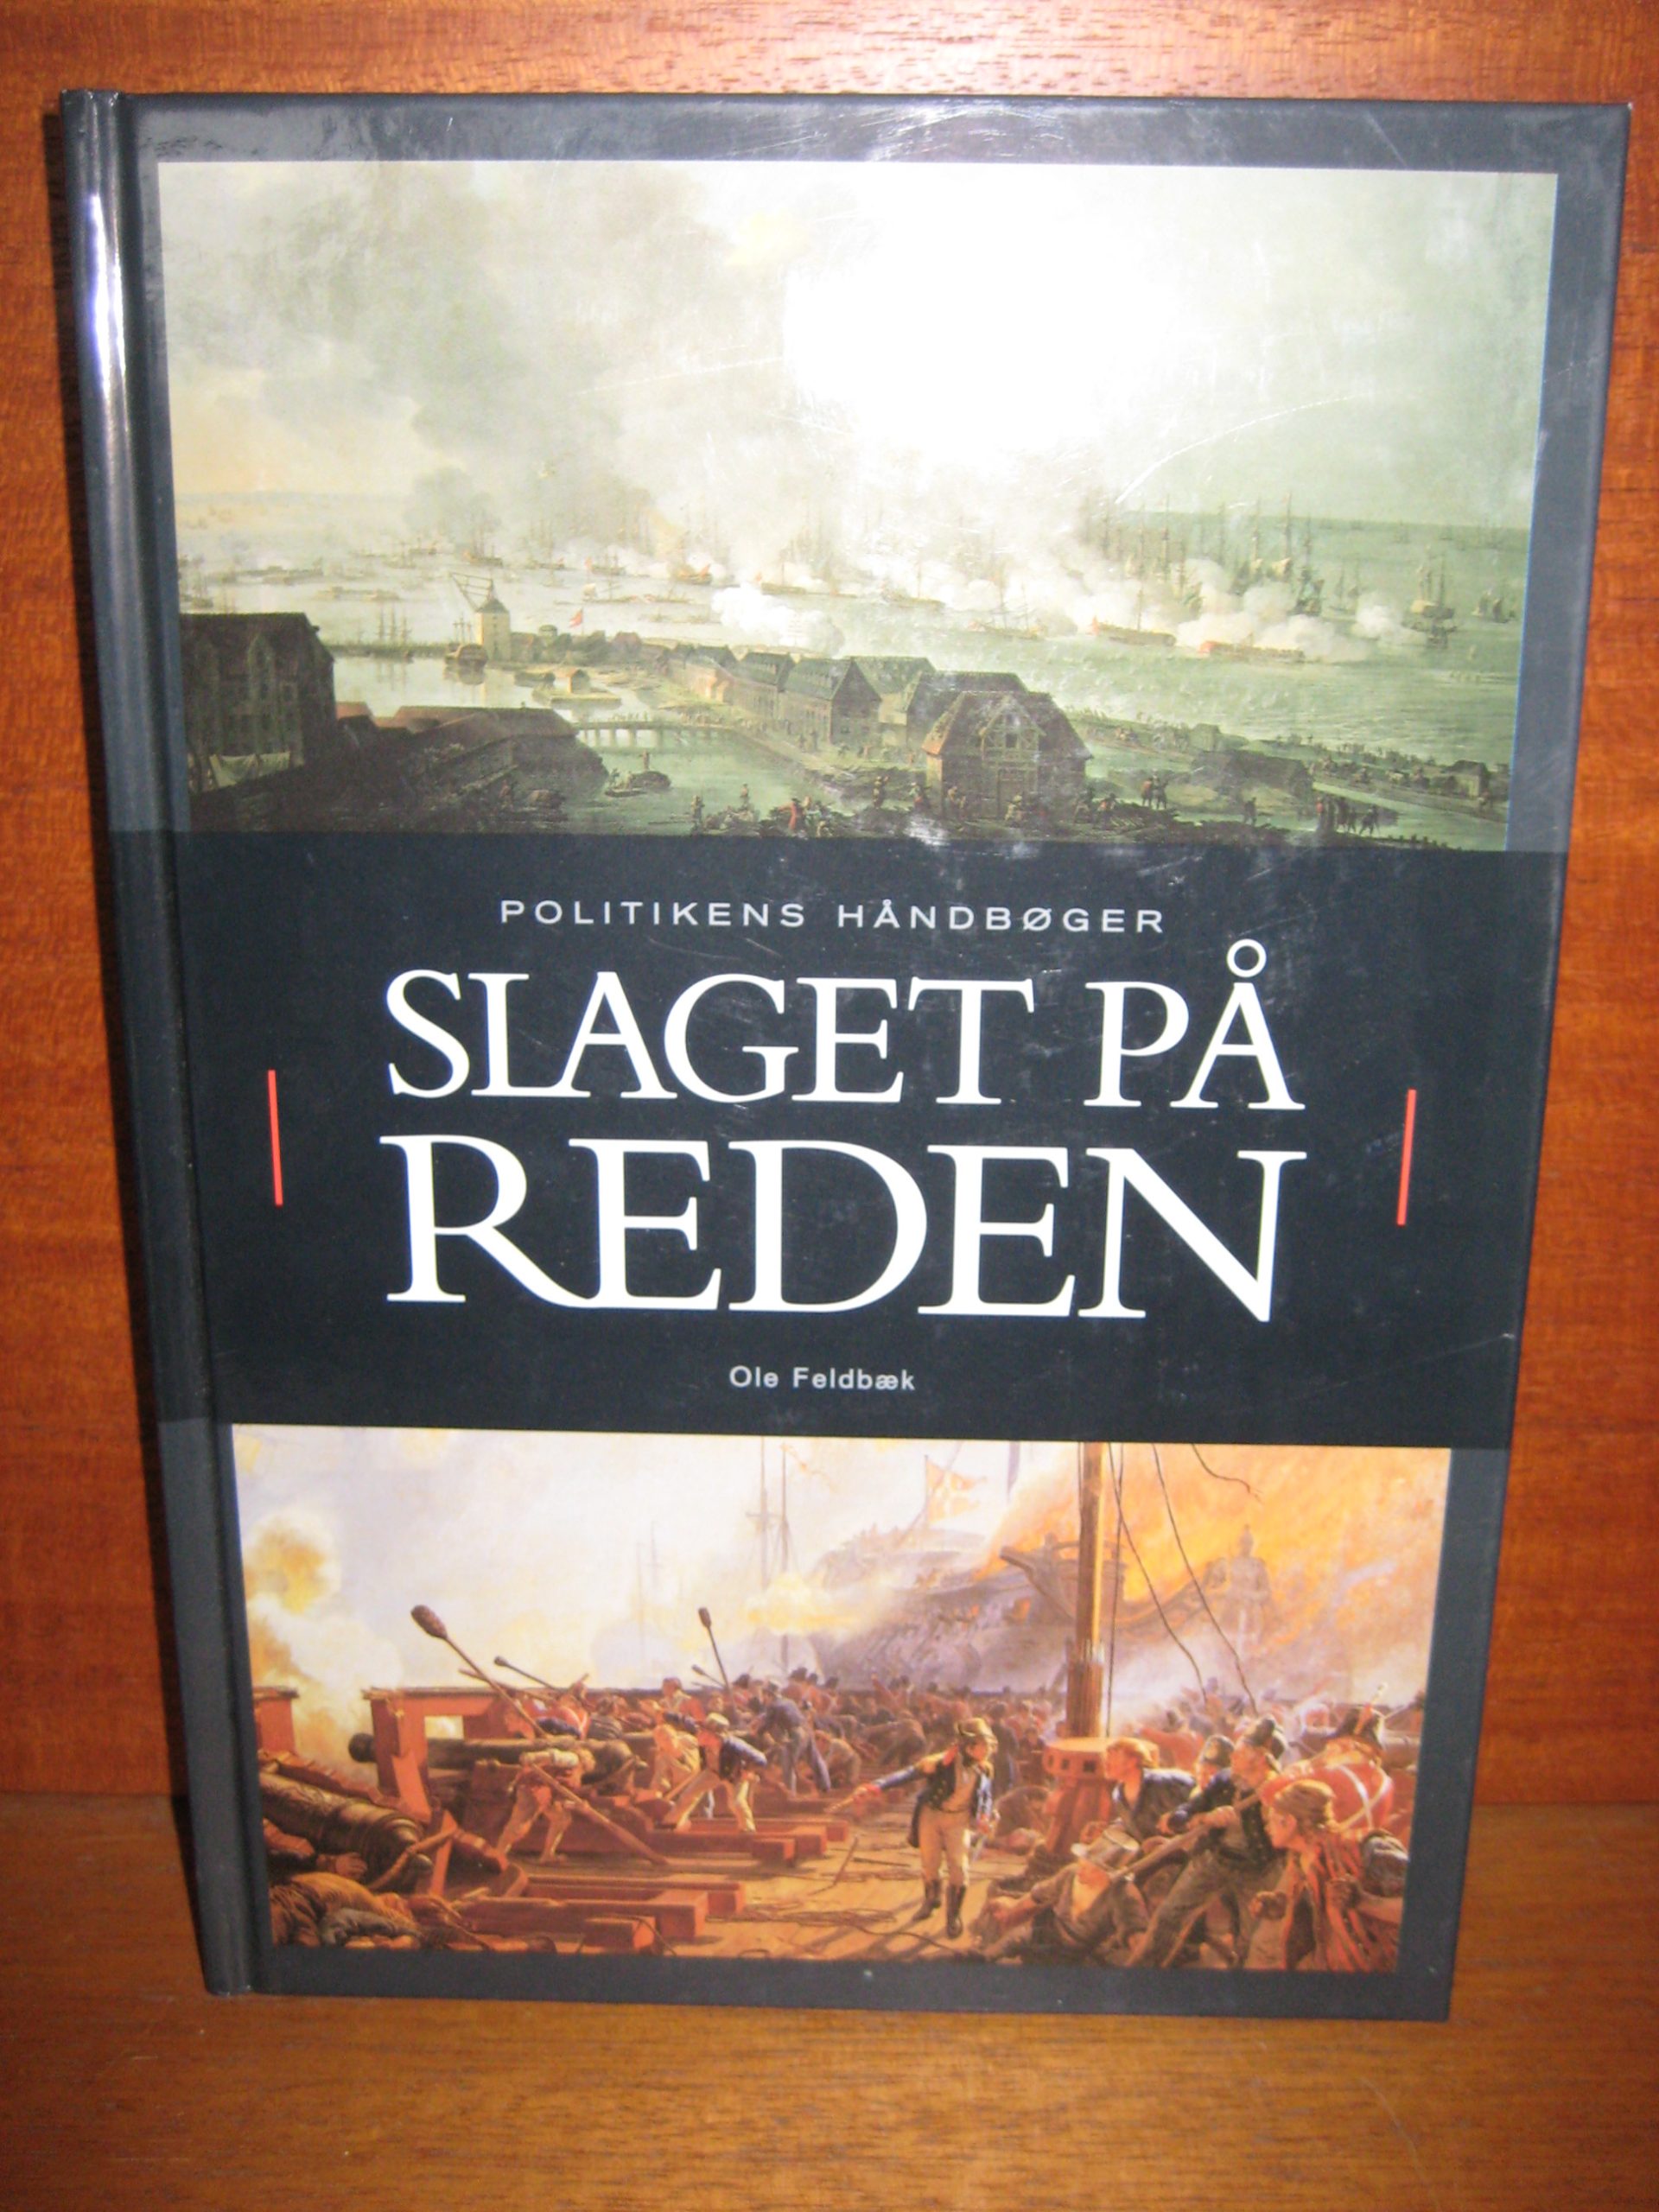 POLITIKENS HÅNDBØGER
SLAGET PÅ
REDEN
Ole Feldbæk